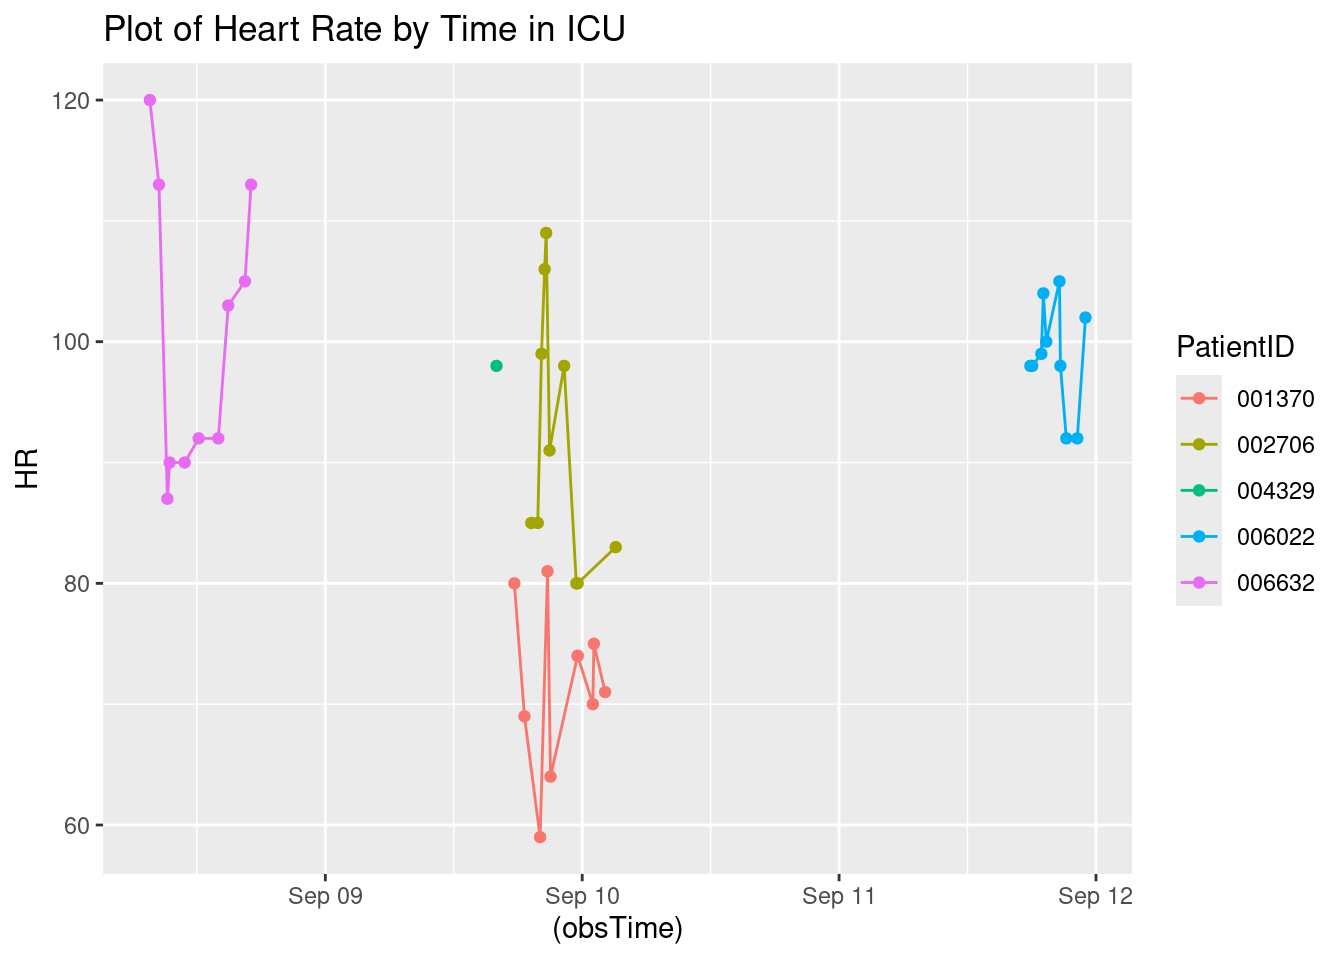 Plot of Heart Rate by Time in ICU
120
100
80
60
HR
Sep 09
Sep 10
Sep 11
Sep 12
(obsTime)
PatientID
001370
002706
004329
006022
006632